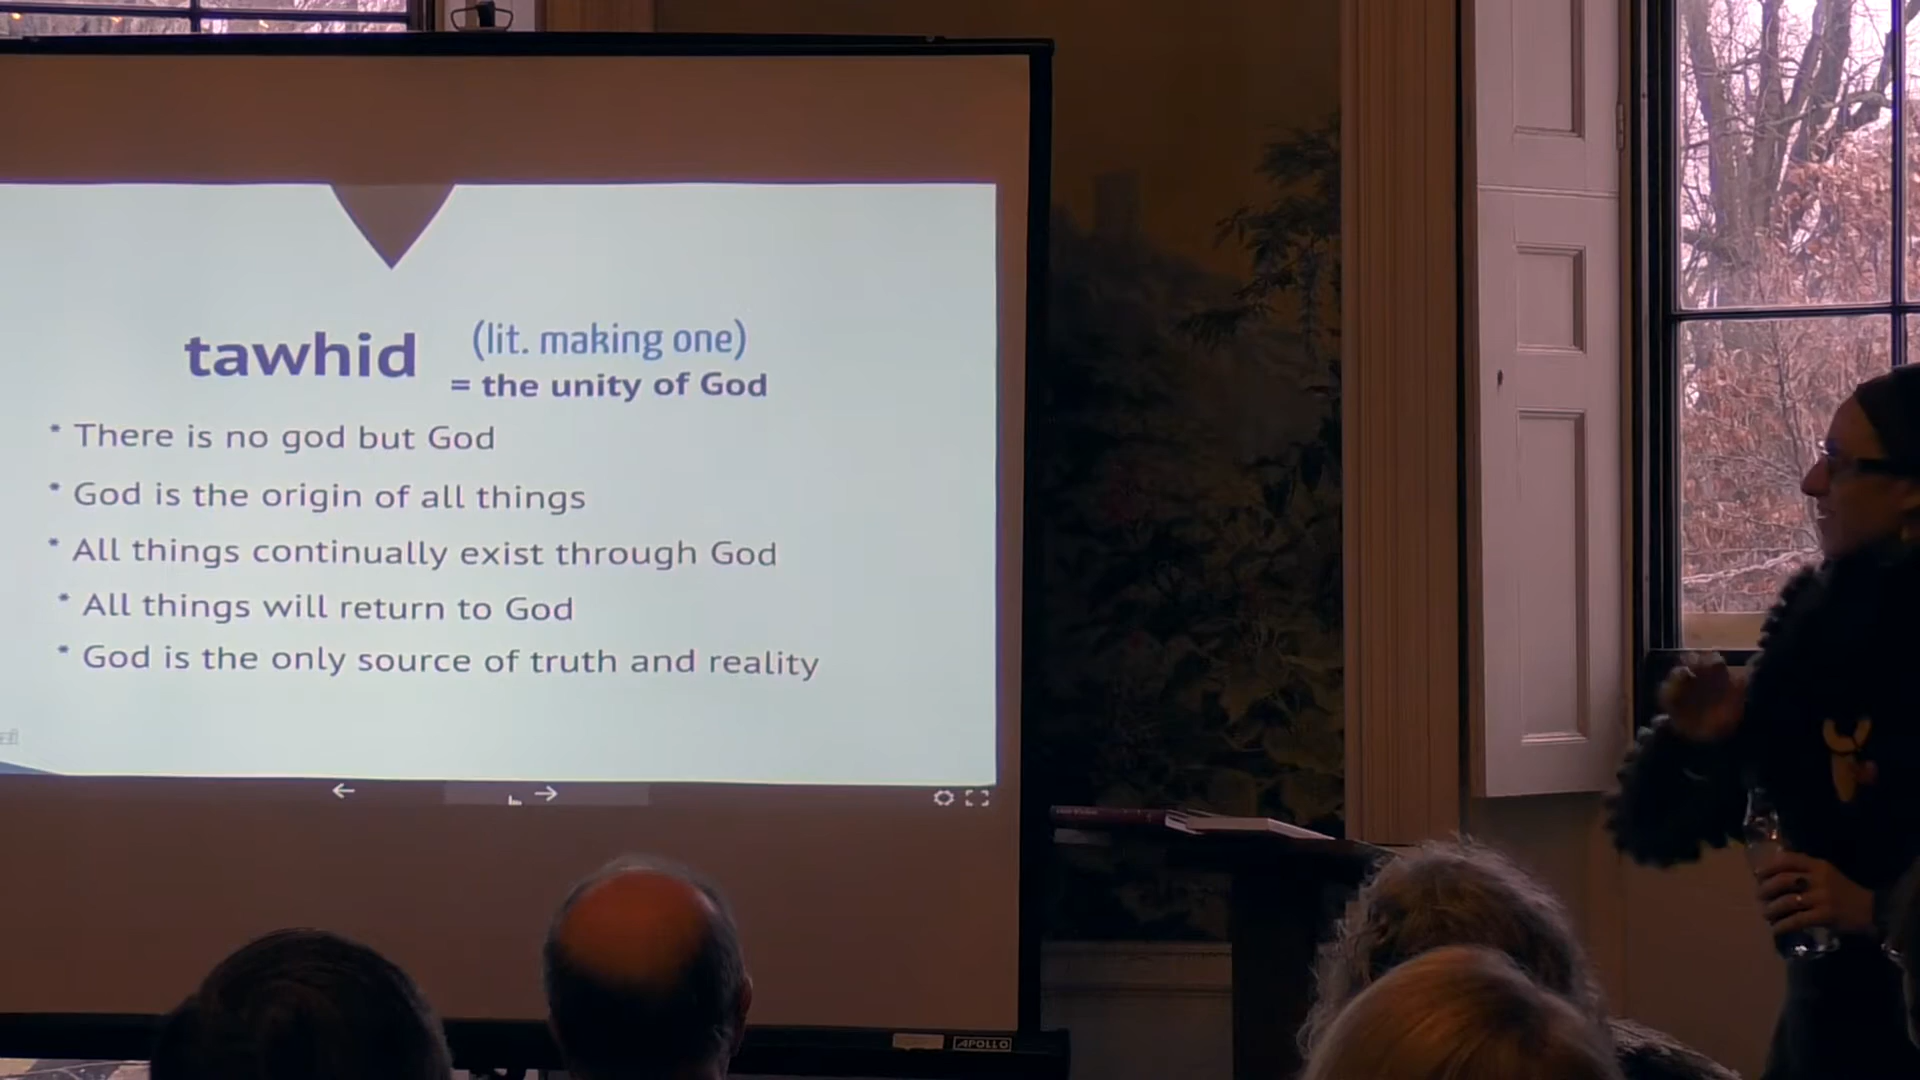 tawhid (lit. making one)
= the unity of God
* There is no god but God
* God is the origin of all things
* All things continually exist through God
* All things will return to God
* God is the only source of truth and reality
APOLLO